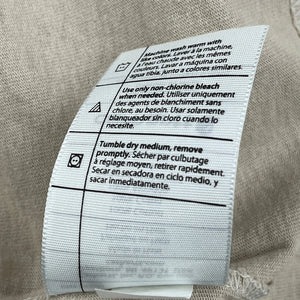 Machine wash warm with
like colors. Laver à la machine,
à l'eau chaude avec les mêmes
couleurs. Lavar a máquina con
agua tibia, junto a colores similares.
Use only non-chlorine bleach
when needed. Utiliser uniquement
des agents de blanchiment sans
chlore, au besoin. Usar solamente
blanqueador sin cloro cuando lo
necesite.
Tumble dry medium, remove
promptly. Sécher par culbutage
à réglage moyen, retirer rapidement.
Secar en secadora en ciclo medio, y
sacar inmediatamente.